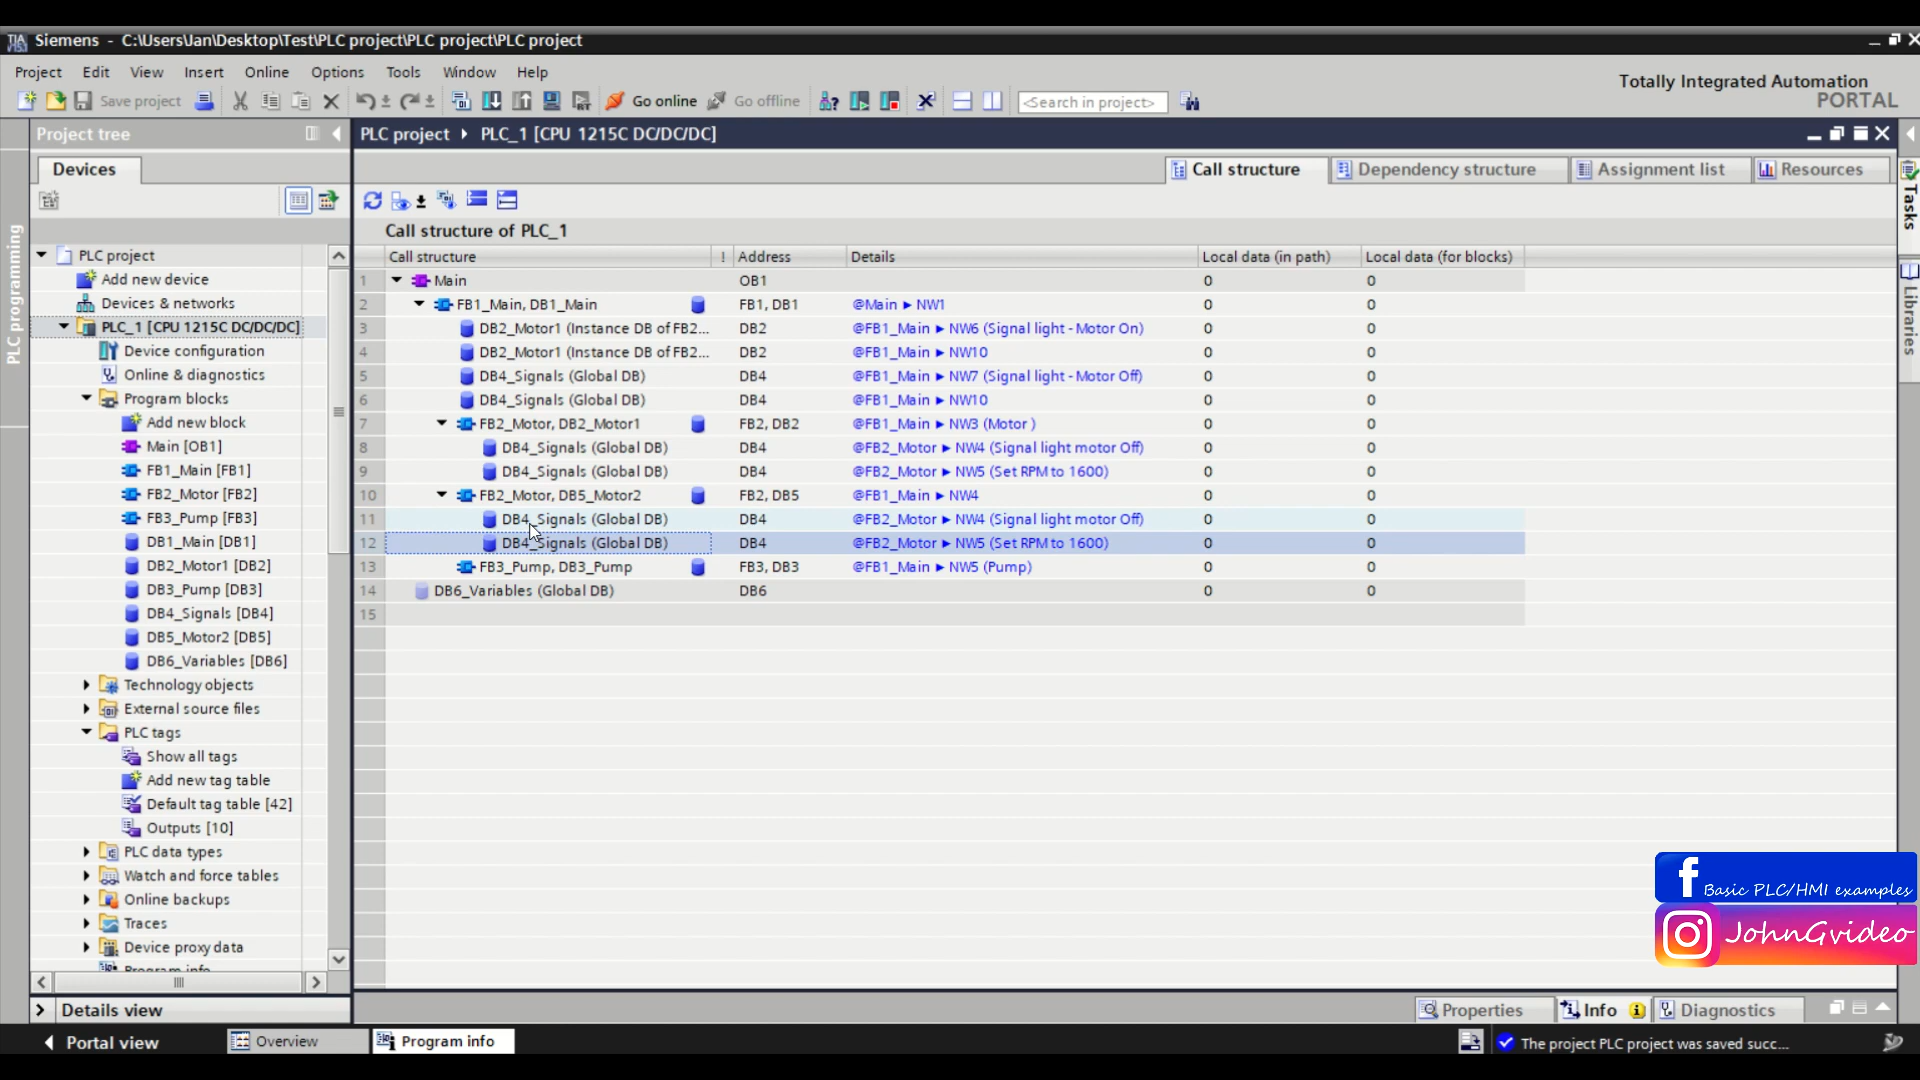 Siemens - C:\Users\Jan\Desktop\Test\PLC project\PLC project\PLC project
Project Edit View Insert Online Options Tools Window Help
Totally Integrated Automation
PORTAL
Save project Go online Go offline <Search in project>
Project tree
PLC project ▸ PLC_1 [CPU 1215C DC/DC/DC]
Devices
Call structure Dependency structure Assignment list Resources
Tasks
Libraries
PLC programming
Call structure of PLC_1
PLC project
Add new device
Devices & networks
PLC_1 [CPU 1215C DC/DC/DC]
Device configuration
Online & diagnostics
Program blocks
Add new block
Main [OB1]
FB1_Main [FB1]
FB2_Motor [FB2]
FB3_Pump [FB3]
DB1_Main [DB1]
DB2_Motor1 [DB2]
DB3_Pump [DB3]
DB4_Signals [DB4]
DB5_Motor2 [DB5]
DB6_Variables [DB6]
Technology objects
External source files
PLC tags
Show all tags
Add new tag table
Default tag table [42]
Outputs [10]
PLC data types
Watch and force tables
Online backups
Traces
Device proxy data
Program info
Call structure ! Address Details Local data (in path) Local data (for blocks)
1 Main OB1 0 0
2 FB1_Main, DB1_Main FB1, DB1 @Main ▸ NW1 0 0
3 DB2_Motor1 (Instance DB of FB2... DB2 @FB1_Main ▸ NW6 (Signal light - Motor On) 0 0
4 DB2_Motor1 (Instance DB of FB2... DB2 @FB1_Main ▸ NW10 0 0
5 DB4_Signals (Global DB) DB4 @FB1_Main ▸ NW7 (Signal light - Motor Off) 0 0
6 DB4_Signals (Global DB) DB4 @FB1_Main ▸ NW10 0 0
7 FB2_Motor, DB2_Motor1 FB2, DB2 @FB1_Main ▸ NW3 (Motor ) 0 0
8 DB4_Signals (Global DB) DB4 @FB2_Motor ▸ NW4 (Signal light motor Off) 0 0
9 DB4_Signals (Global DB) DB4 @FB2_Motor ▸ NW5 (Set RPM to 1600) 0 0
10 FB2_Motor, DB5_Motor2 FB2, DB5 @FB1_Main ▸ NW4 0 0
11 DB4_Signals (Global DB) DB4 @FB2_Motor ▸ NW4 (Signal light motor Off) 0 0
12 DB4_Signals (Global DB) DB4 @FB2_Motor ▸ NW5 (Set RPM to 1600) 0 0
13 FB3_Pump, DB3_Pump FB3, DB3 @FB1_Main ▸ NW5 (Pump) 0 0
14 DB6_Variables (Global DB) DB6 0 0
15
Basic PLC/HMI examples
JohnGvideo
Details view
Properties Info Diagnostics
Portal view Overview Program info The project PLC project was saved succ...